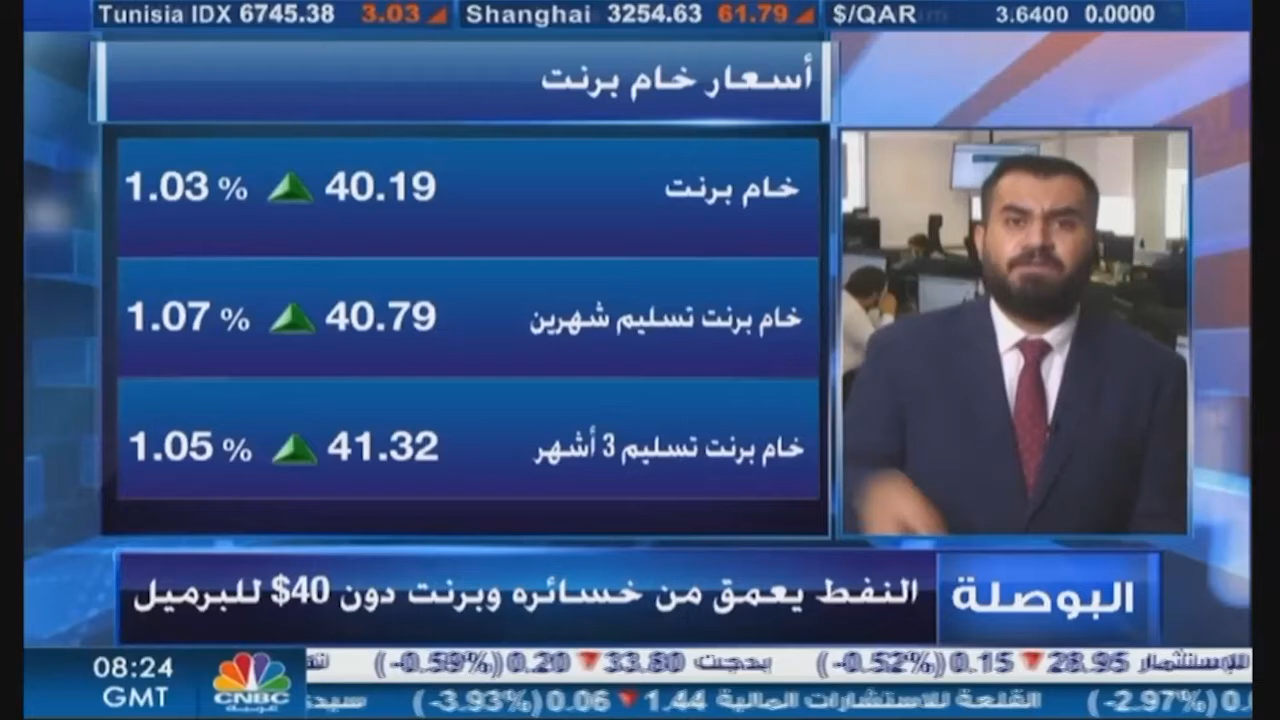 Tunisia IDX 6745.38 3.03 Shanghai 3254.63 61.79 $/QAR 3.6400 0.0000
أسعار خام برنت
خام برنت 40.19 1.03 %
خام برنت تسليم شهرين 40.79 1.07 %
خام برنت تسليم 3 أشهر 41.32 1.05 %
البوصلة
النفط يعمق من خسائره وبرنت دون 40$ للبرميل
للإستثمار 28.95 0.15 (-0.52%) بدجت 33.80 0.20 (-0.59%)
(-2.97%) القلعة للاستشارات المالية 1.44 0.06 (-3.93%)
08:24
GMT
CNBC
عربية